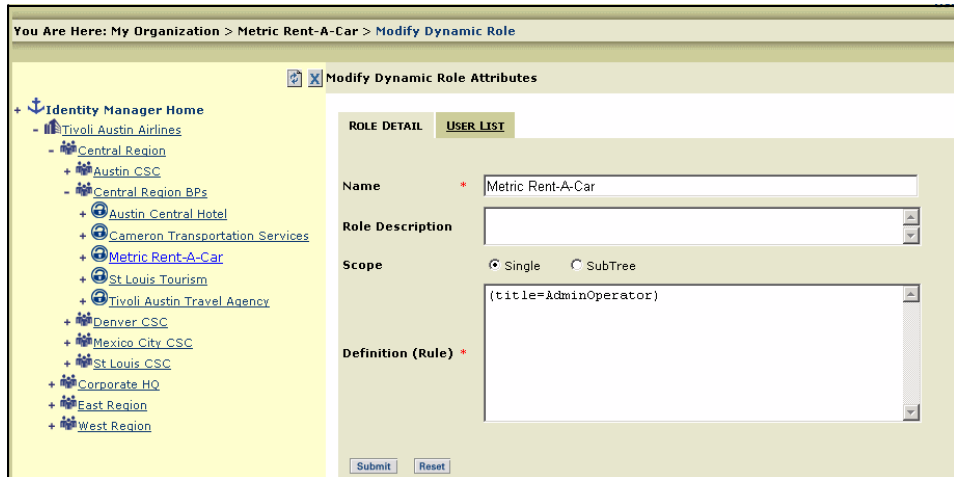 You Are Here: My Organization > Metric Rent-A-Car > Modify Dynamic Role
Modify Dynamic Role Attributes
+ Identity Manager Home
- Tivoli Austin Airlines
- Central Region
+ Austin CSC
- Central Region BPs
+ Austin Central Hotel
+ Cameron Transportation Services
+ Metric Rent-A-Car
+ St Louis Tourism
+ Tivoli Austin Travel Agency
+ Denver CSC
+ Mexico City CSC
+ St Louis CSC
+ Corporate HQ
+ East Region
+ West Region
ROLE DETAIL USER LIST
Name * Metric Rent-A-Car
Role Description
Scope Single SubTree
Definition (Rule) * (title=AdminOperator)
Submit Reset